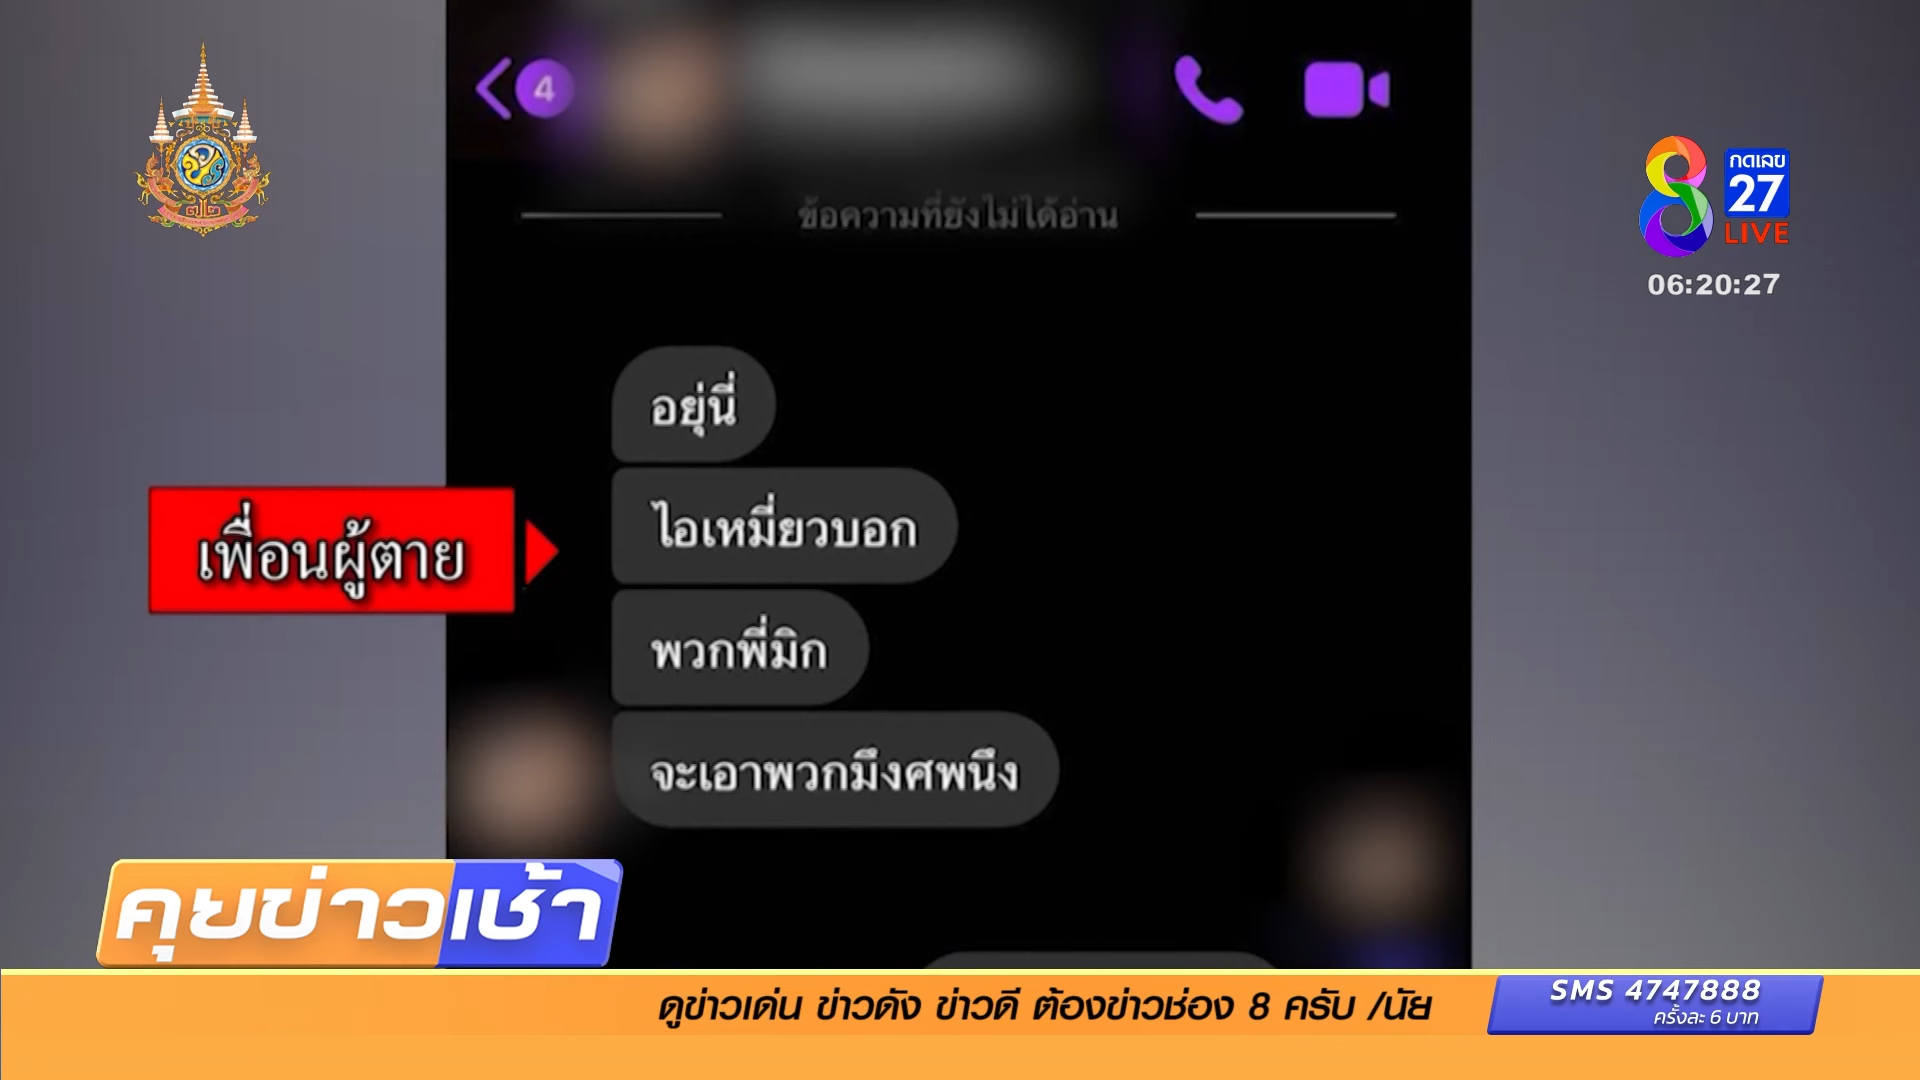 4
ข้อความที่ยังไม่ได้อ่าน
กดเลข
27
LIVE
06:20:27
อยุ่นี่
ไอเหมี่ยวบอก
เพื่อนผู้ตาย
พวกพี่มิก
จะเอาพวกมึงศพนึง
คุยข่าวเช้า
ดูข่าวเด่น ข่าวดัง ข่าวดี ต้องข่าวช่อง 8 ครับ /นัย
SMS 4747888
ครั้งละ 6 บาท